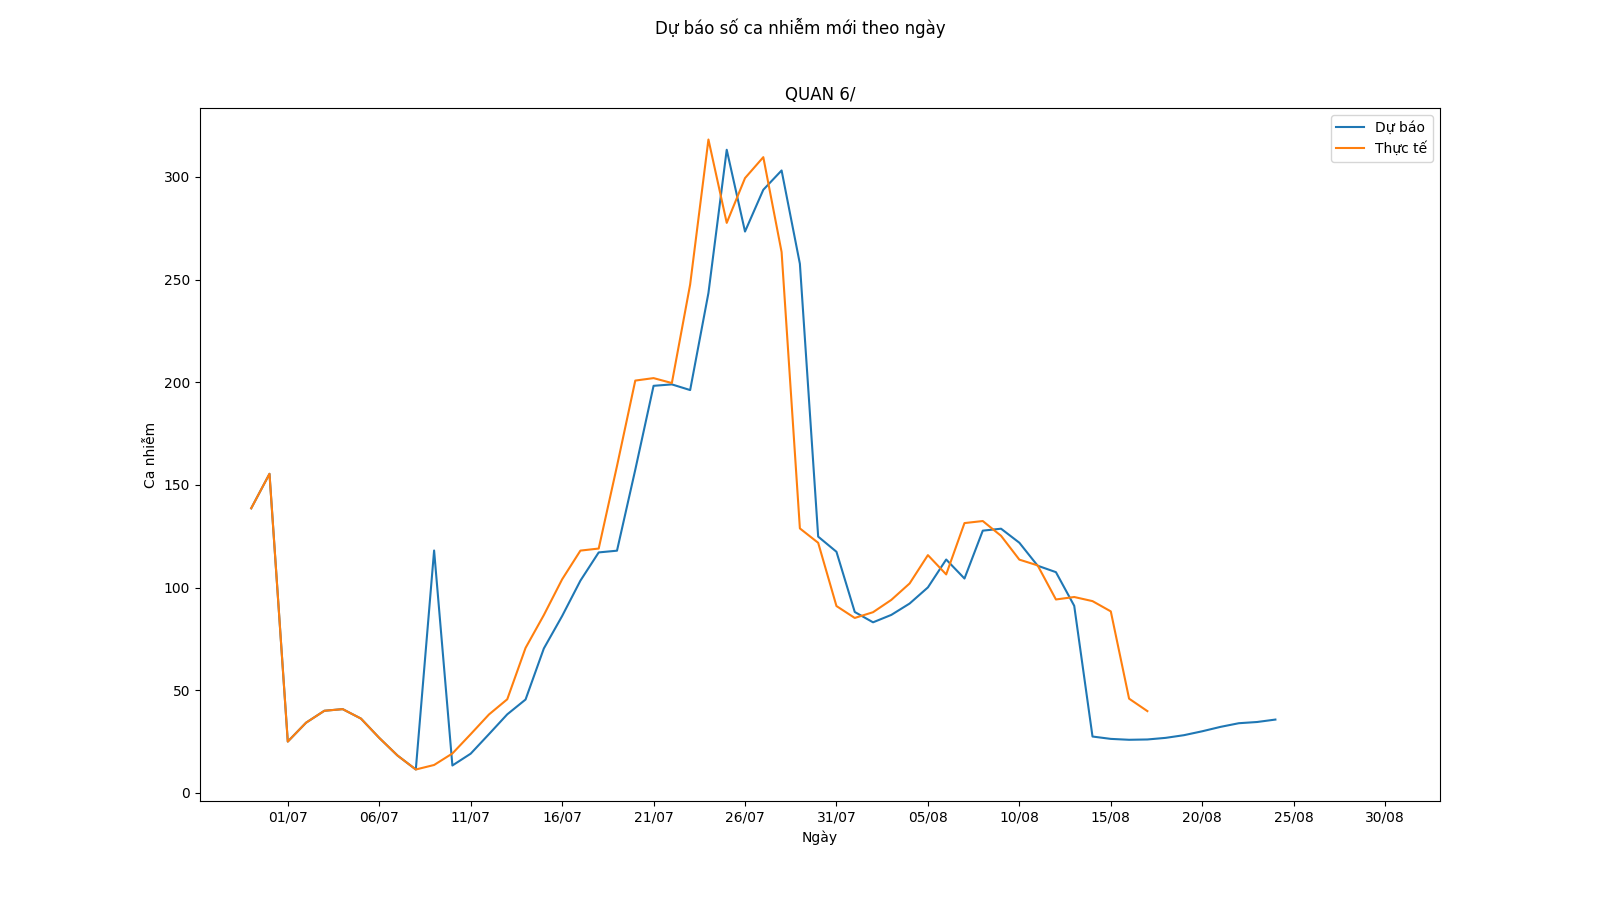 Dự báo số ca nhiễm mới theo ngày
QUAN 6/
Dự báo
Thực tế
300
250
200
150
100
50
0
Ca nhiễm
01/07 06/07 11/07 16/07 21/07 26/07 31/07 05/08 10/08 15/08 20/08 25/08 30/08
Ngày